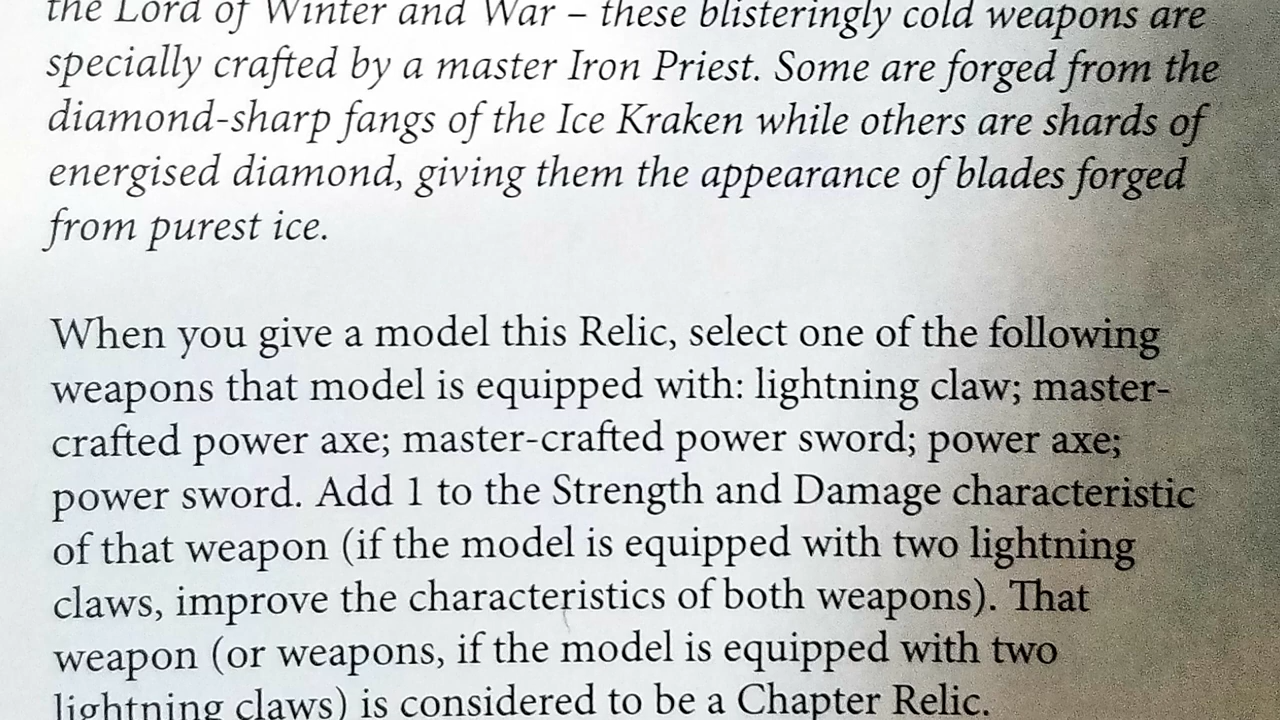 the Lord of Winter and War – these blisteringly cold weapons are
specially crafted by a master Iron Priest. Some are forged from the
diamond-sharp fangs of the Ice Kraken while others are shards of
energised diamond, giving them the appearance of blades forged
from purest ice.
When you give a model this Relic, select one of the following
weapons that model is equipped with: lightning claw; master-
crafted power axe; master-crafted power sword; power axe;
power sword. Add 1 to the Strength and Damage characteristic
of that weapon (if the model is equipped with two lightning
claws, improve the characteristics of both weapons). That
weapon (or weapons, if the model is equipped with two
lightning claws) is considered to be a Chapter Relic.